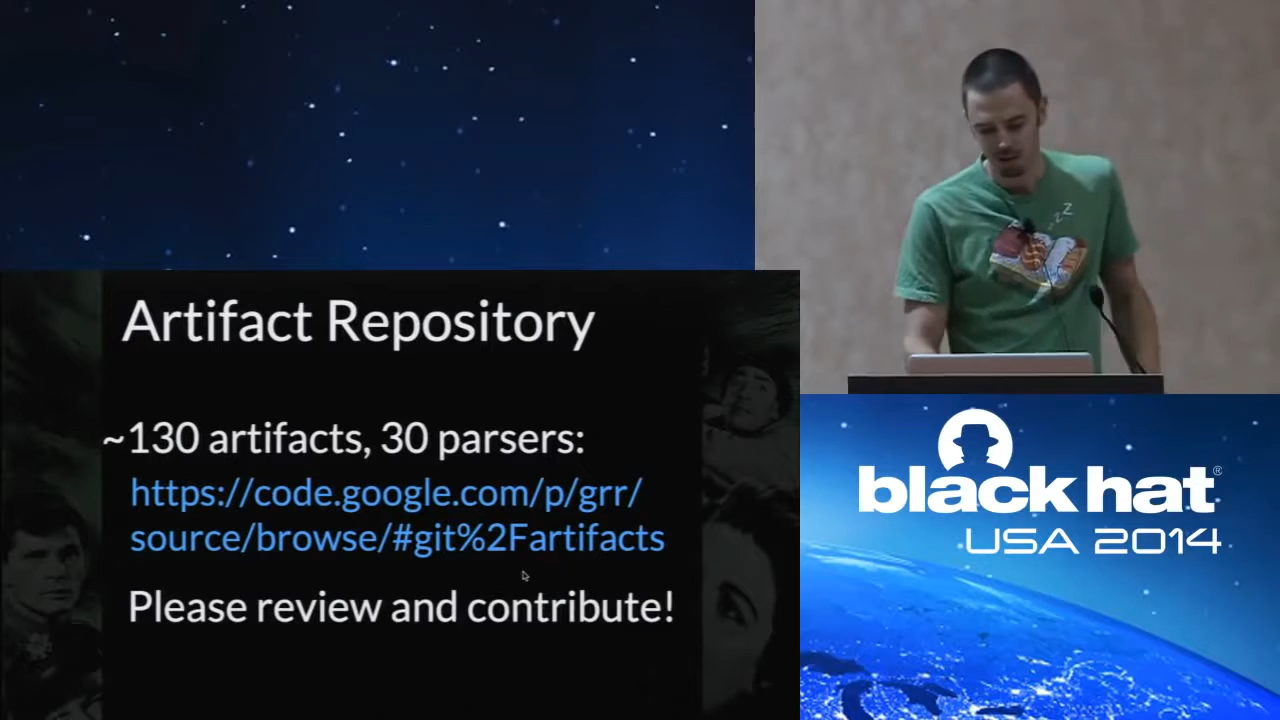 Artifact Repository
~130 artifacts, 30 parsers:
https://code.google.com/p/grr/
source/browse/#git%2Fartifacts
Please review and contribute!
zZZ
black hat®
USA 2014